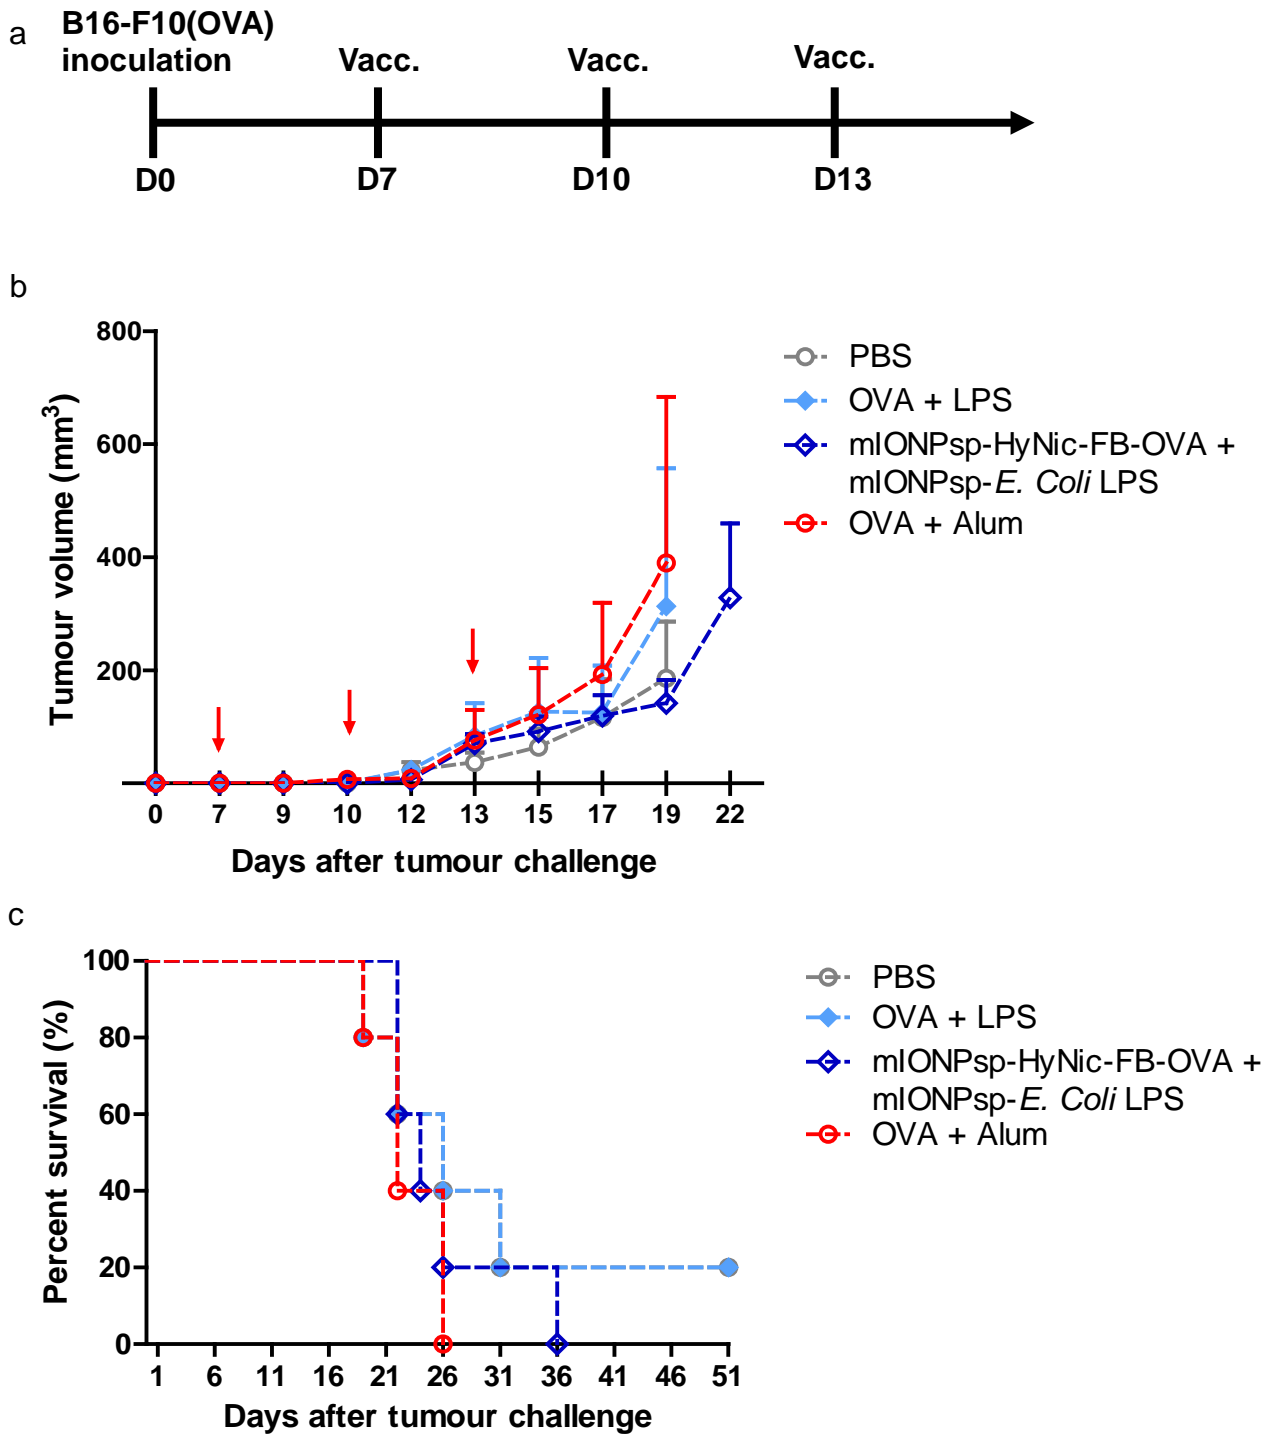 a
B16-F10(OVA)
inoculation
Vacc.
Vacc.
Vacc.
D0
D7
D10
D13
b
800
600
400
200
Tumour volume (mm³)
0
7
9
10
12
13
15
17
19
22
Days after tumour challenge
PBS
OVA + LPS
mIONPsp-HyNic-FB-OVA +
mIONPsp-E. Coli LPS
OVA + Alum
c
100
80
60
40
20
0
Percent survival (%)
1
6
11
16
21
26
31
36
41
46
51
Days after tumour challenge
PBS
OVA + LPS
mIONPsp-HyNic-FB-OVA +
mIONPsp-E. Coli LPS
OVA + Alum